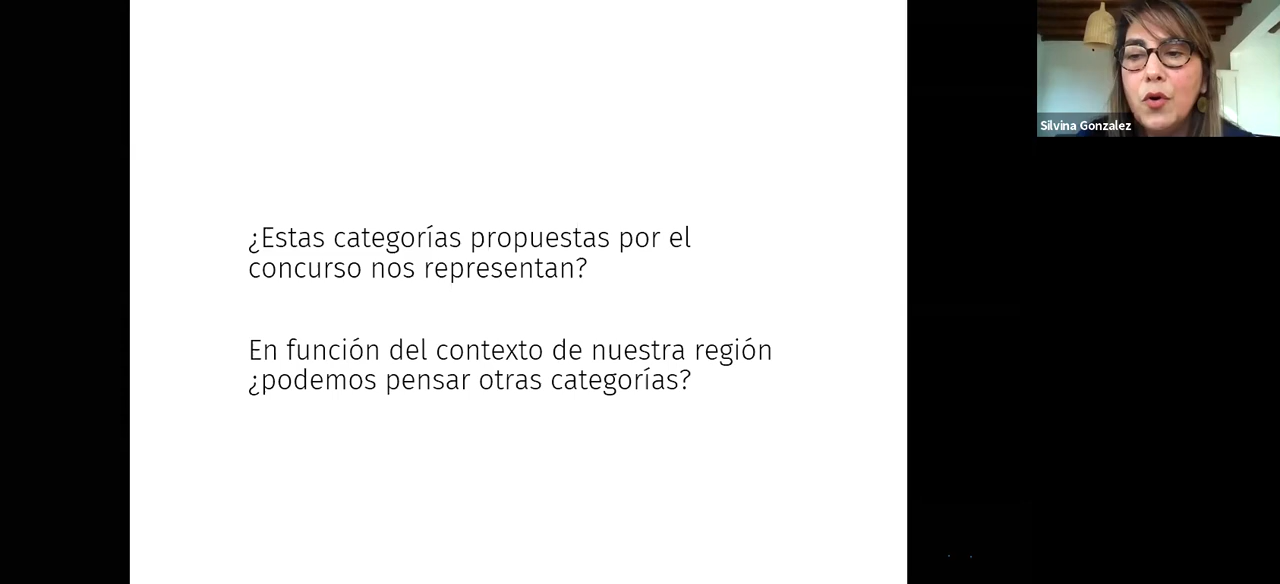 ¿Estas categorías propuestas por el
concurso nos representan?
En función del contexto de nuestra región
¿podemos pensar otras categorías?
Silvina Gonzalez